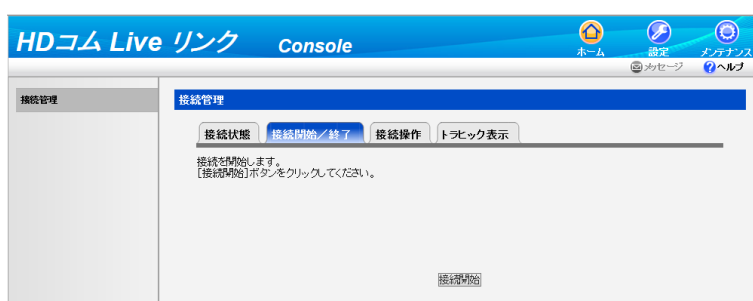 HDコム Live リンク Console
ホーム 設定 メンテナンス
メッセージ ヘルプ
接続管理 接続管理
接続状態 接続開始／終了 接続操作 トラヒック表示
接続を開始します。
[接続開始]ボタンをクリックしてください。
接続開始